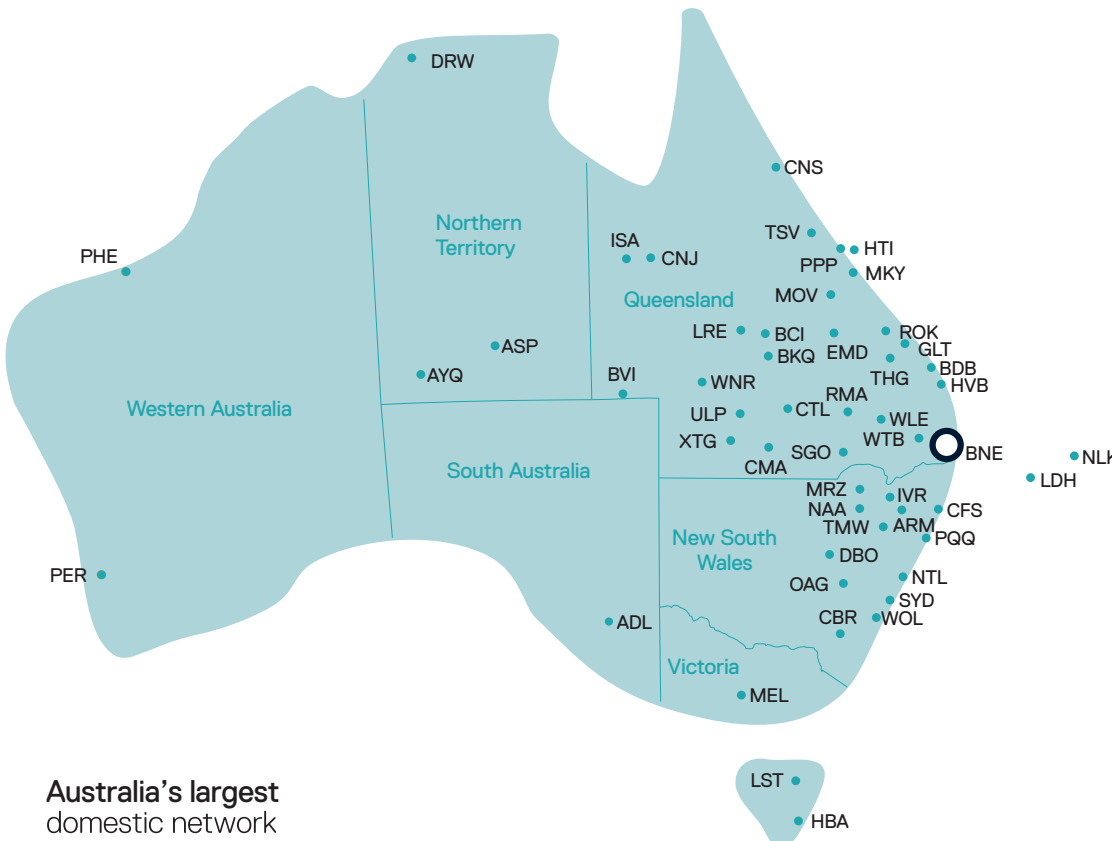 DRW
CNS
Northern
Territory
TSV
ISA
CNJ
HTI
PHE
PPP
MKY
Queensland
MOV
LRE
BCI
ROK
ASP
EMD
GLT
BKQ
AYQ
BVI
THG
BDB
WNR
HVB
Western Australia
RMA
CTL
ULP
WLE
XTG
WTB
CMA
SGO
BNE
NLK
South Australia
LDH
MRZ
IVR
NAA
CFS
TMW
ARM
New South
Wales
PQQ
DBO
PER
OAG
NTL
SYD
ADL
CBR
WOL
Victoria
MEL
LST
Australia's largest
domestic network
HBA